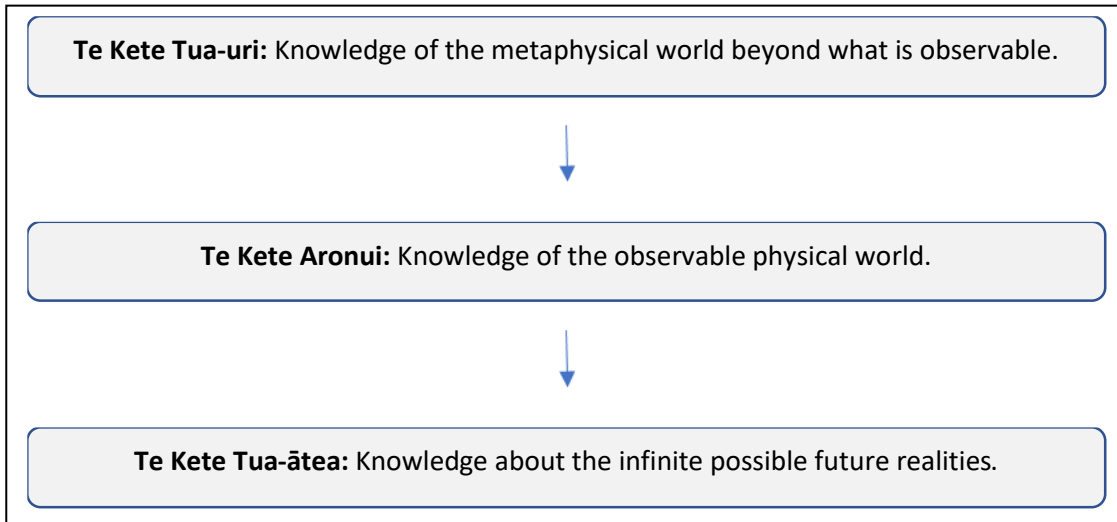 Te Kete Tua-uri: Knowledge of the metaphysical world beyond what is observable.
Te Kete Aronui: Knowledge of the observable physical world.
Te Kete Tua-ātea: Knowledge about the infinite possible future realities.